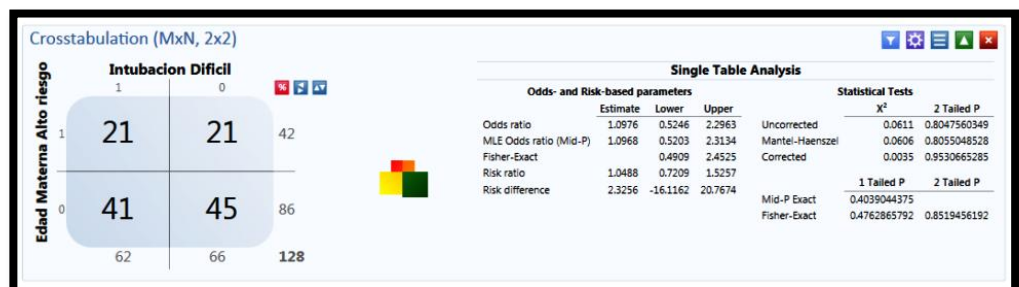 Crosstabulation (MxN, 2x2)
Intubacion Dificil
1 0
Edad Materna Alto riesgo
%
1 21 21 42
0 41 45 86
62 66 128
Single Table Analysis
Odds- and Risk-based parameters
Estimate Lower Upper
Odds ratio 1.0976 0.5246 2.2963
MLE Odds ratio (Mid-P) 1.0968 0.5203 2.3134
Fisher-Exact 0.4909 2.4525
Risk ratio 1.0488 0.7209 1.5257
Risk difference 2.3256 -16.1162 20.7674
Statistical Tests
X² 2 Tailed P
Uncorrected 0.0611 0.8047560349
Mantel-Haenszel 0.0606 0.8055048528
Corrected 0.0035 0.9530665285
1 Tailed P 2 Tailed P
Mid-P Exact 0.4039044375
Fisher-Exact 0.4762865792 0.8519456192